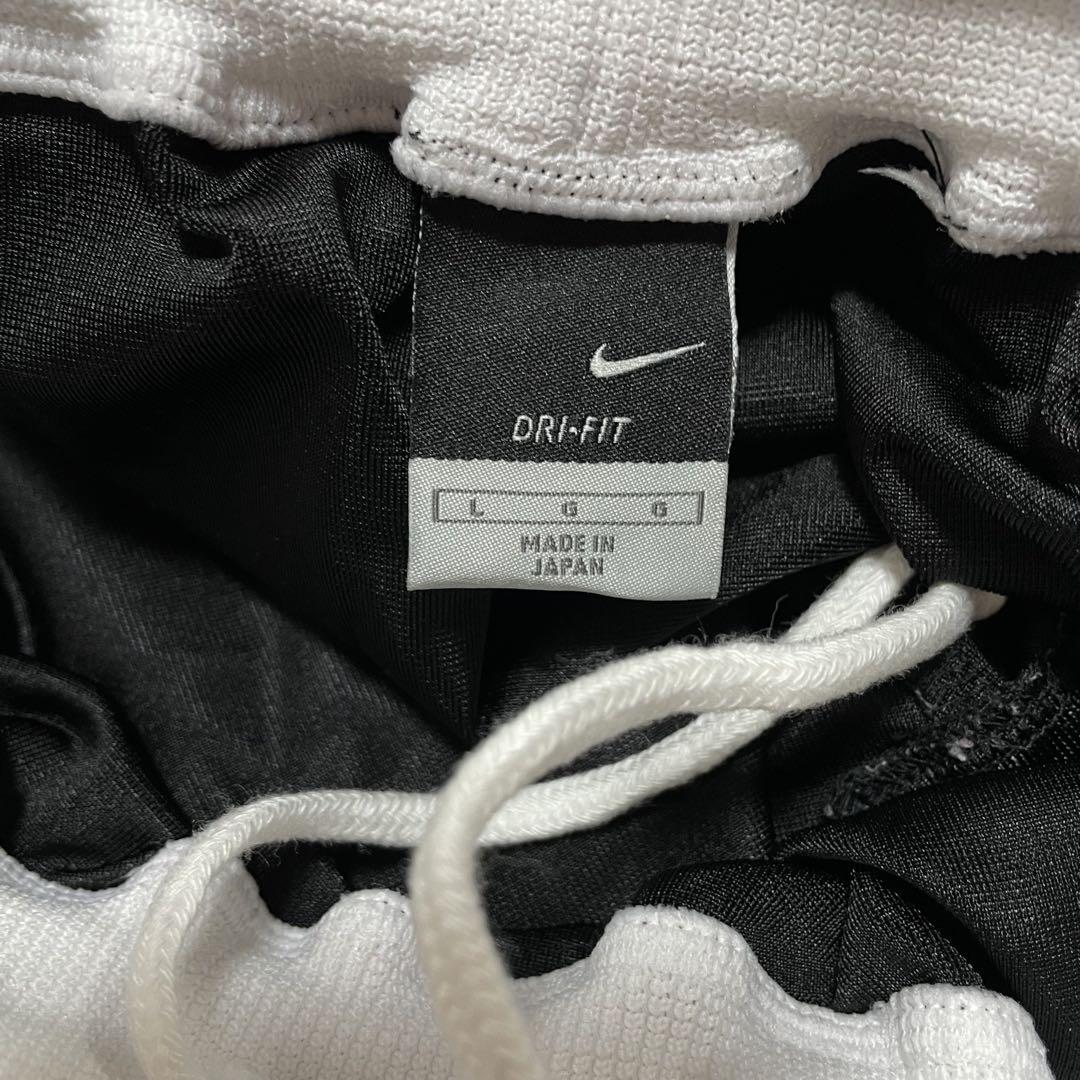 DRI-FIT
L G G
MADE IN
JAPAN